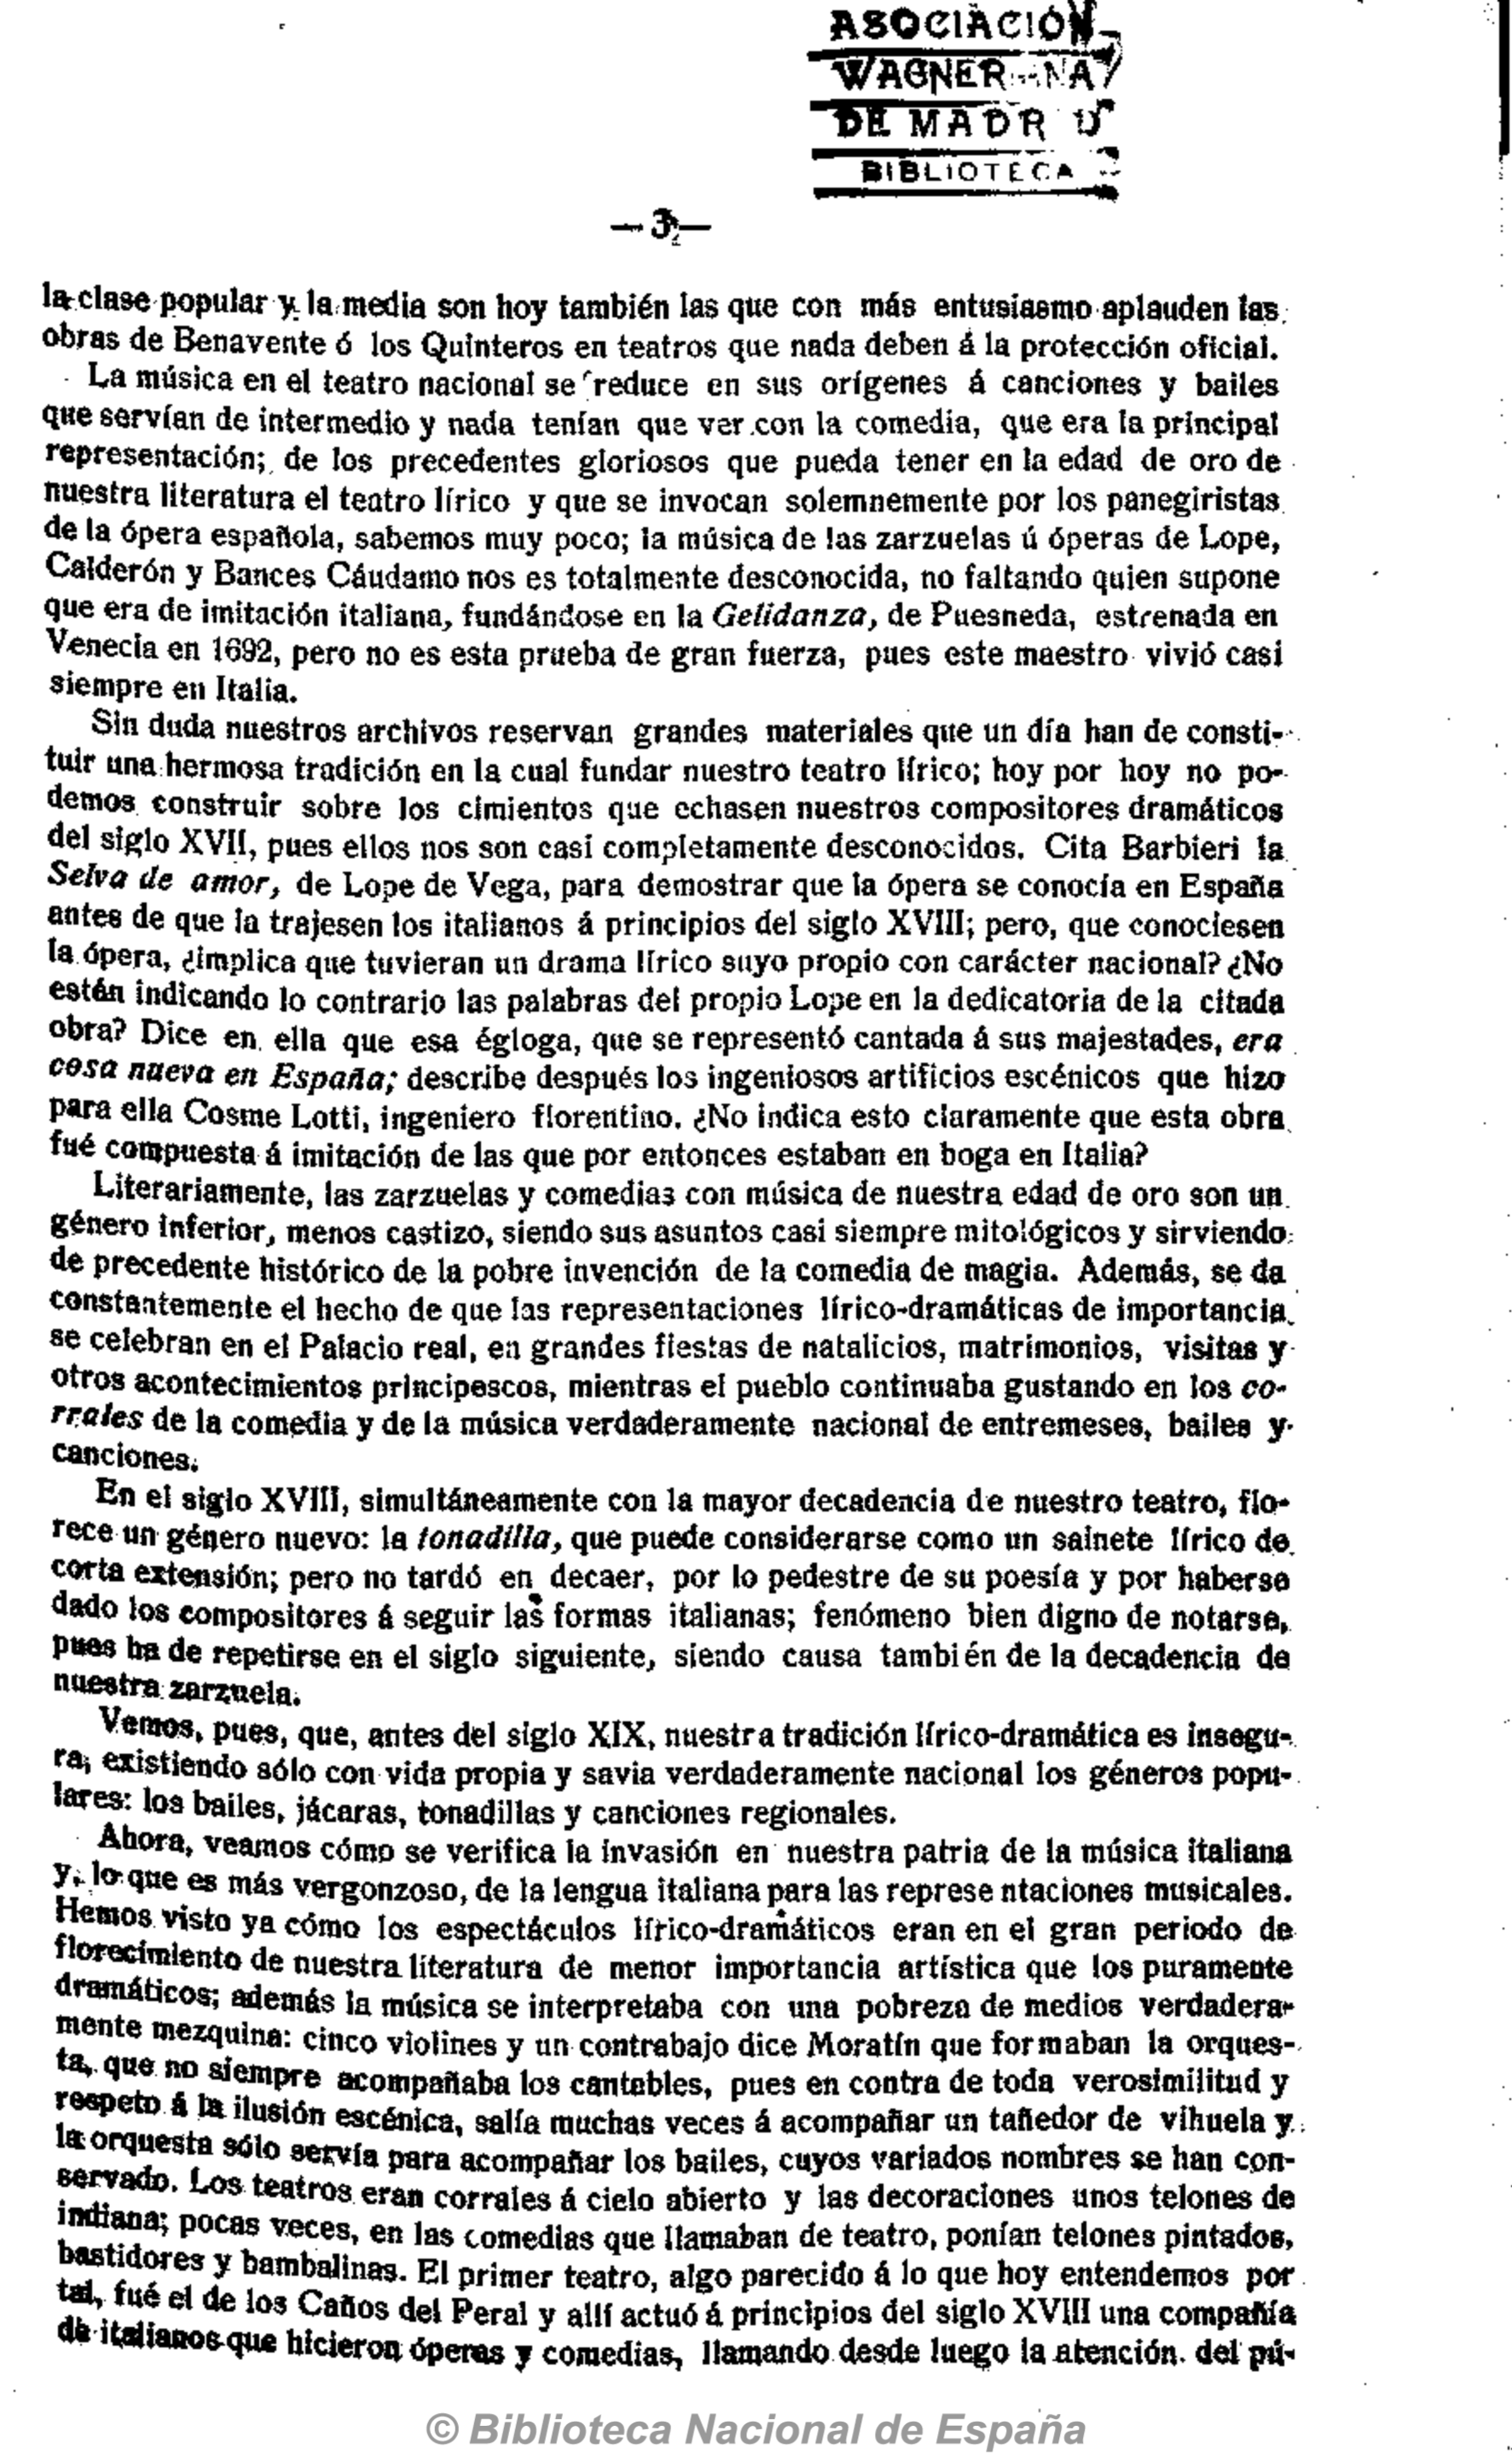 ASOCIACIÓN
WAGNERIANA
DE MADRID
BIBLIOTECA
— 3 —
la clase popular y la media son hoy también las que con más entusiasmo aplauden las
obras de Benavente ó los Quinteros en teatros que nada deben á la protección oficial.
La música en el teatro nacional se reduce en sus orígenes á canciones y bailes
que servían de intermedio y nada tenían que ver con la comedia, que era la principal
representación; de los precedentes gloriosos que pueda tener en la edad de oro de
nuestra literatura el teatro lírico y que se invocan solemnemente por los panegiristas
de la ópera española, sabemos muy poco; la música de las zarzuelas ú óperas de Lope,
Calderón y Bances Cáudamo nos es totalmente desconocida, no faltando quien supone
que era de imitación italiana, fundándose en la Gelidanza, de Puesneda, estrenada en
Venecia en 1692, pero no es esta prueba de gran fuerza, pues este maestro vivió casi
siempre en Italia.
Sin duda nuestros archivos reservan grandes materiales que un día han de consti-
tuir una hermosa tradición en la cual fundar nuestro teatro lírico; hoy por hoy no po-
demos construir sobre los cimientos que echasen nuestros compositores dramáticos
del siglo XVII, pues ellos nos son casi completamente desconocidos. Cita Barbieri la
Selva de amor, de Lope de Vega, para demostrar que la ópera se conocía en España
antes de que la trajesen los italianos á principios del siglo XVIII; pero, que conociesen
la ópera, ¿implica que tuvieran un drama lírico suyo propio con carácter nacional? ¿No
están indicando lo contrario las palabras del propio Lope en la dedicatoria de la citada
obra? Dice en ella que esa égloga, que se representó cantada á sus majestades, era
cosa nueva en España; describe después los ingeniosos artificios escénicos que hizo
para ella Cosme Lotti, ingeniero florentino. ¿No indica esto claramente que esta obra
fué compuesta á imitación de las que por entonces estaban en boga en Italia?
Literariamente, las zarzuelas y comedias con música de nuestra edad de oro son un
género inferior, menos castizo, siendo sus asuntos casi siempre mitológicos y sirviendo
de precedente histórico de la pobre invención de la comedia de magia. Además, se da
constantemente el hecho de que las representaciones lírico-dramáticas de importancia
se celebran en el Palacio real, en grandes fiestas de natalicios, matrimonios, visitas y
otros acontecimientos principescos, mientras el pueblo continuaba gustando en los co-
rrales de la comedia y de la música verdaderamente nacional de entremeses, bailes y
canciones.
En el siglo XVIII, simultáneamente con la mayor decadencia de nuestro teatro, flo-
rece un género nuevo: la tonadilla, que puede considerarse como un sainete lírico de
corta extensión; pero no tardó en decaer, por lo pedestre de su poesía y por haberse
dado los compositores á seguir las formas italianas; fenómeno bien digno de notarse,
pues ha de repetirse en el siglo siguiente, siendo causa también de la decadencia de
nuestra zarzuela.
Vemos, pues, que, antes del siglo XIX, nuestra tradición lírico-dramática es insegu-
ra, existiendo sólo con vida propia y savia verdaderamente nacional los géneros popu-
lares: los bailes, jácaras, tonadillas y canciones regionales.
Ahora, veamos cómo se verifica la invasión en nuestra patria de la música italiana
y, lo que es más vergonzoso, de la lengua italiana para las represe ntaciones musicales.
Hemos visto ya cómo los espectáculos lírico-dramáticos eran en el gran periodo de
florecimiento de nuestra literatura de menor importancia artística que los puramente
dramáticos; además la música se interpretaba con una pobreza de medios verdadera-
mente mezquina: cinco violines y un contrabajo dice Moratín que formaban la orques-
ta, que no siempre acompañaba los cantables, pues en contra de toda verosimilitud y
respeto á la ilusión escénica, salía muchas veces á acompañar un tañedor de vihuela y
la orquesta sólo servía para acompañar los bailes, cuyos variados nombres se han con-
servado. Los teatros eran corrales á cielo abierto y las decoraciones unos telones de
indiana; pocas veces, en las comedias que llamaban de teatro, ponían telones pintados,
bastidores y bambalinas. El primer teatro, algo parecido á lo que hoy entendemos por
tal, fué el de los Caños del Peral y allí actuó á principios del siglo XVIII una compañía
de italianos que hicieron óperas y comedias, llamando desde luego la atención del pú-
© Biblioteca Nacional de España